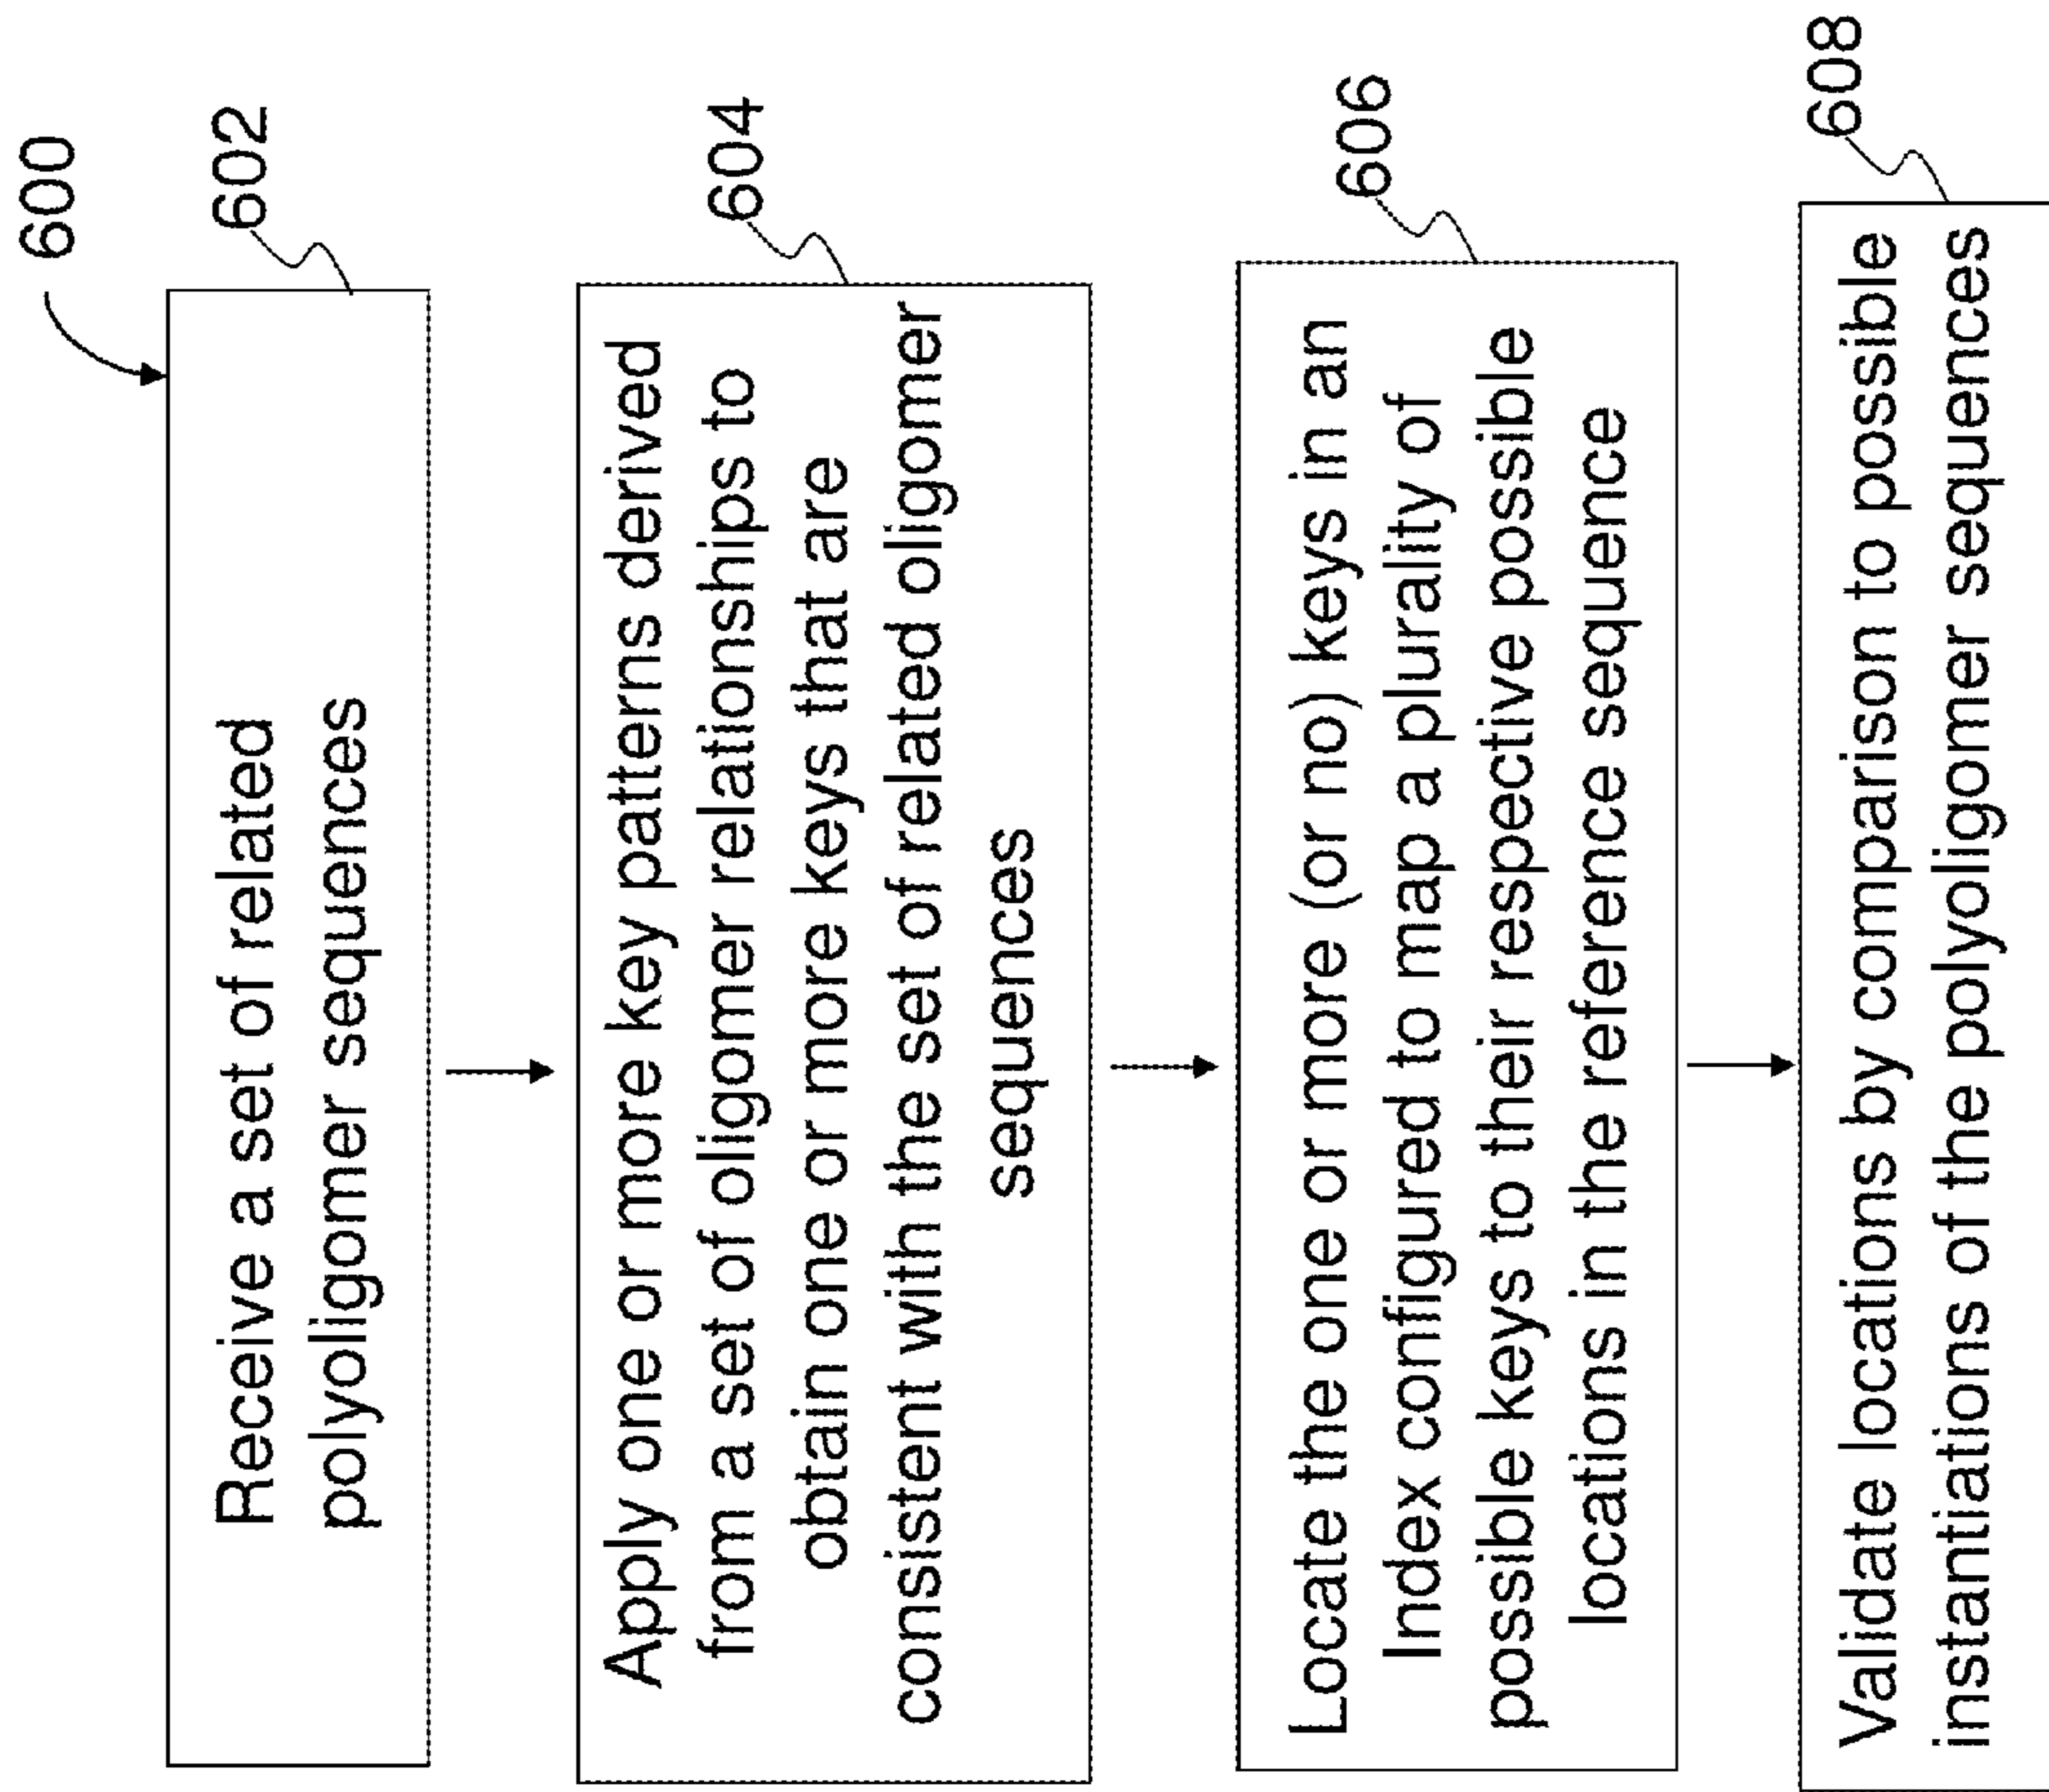 600
602
Receive a set of related
polyoligomer sequences
604
Apply one or more key patterns derived
from a set of oligomer relationships to
obtain one or more keys that are
consistent with the set of related oligomer
sequences
606
Locate the one or more (or no) keys in an
Index configured to map a plurality of
possible keys to their respective possible
locations in the reference sequence
608
Validate locations by comparison to possible
instantiations of the polyoligomer sequences